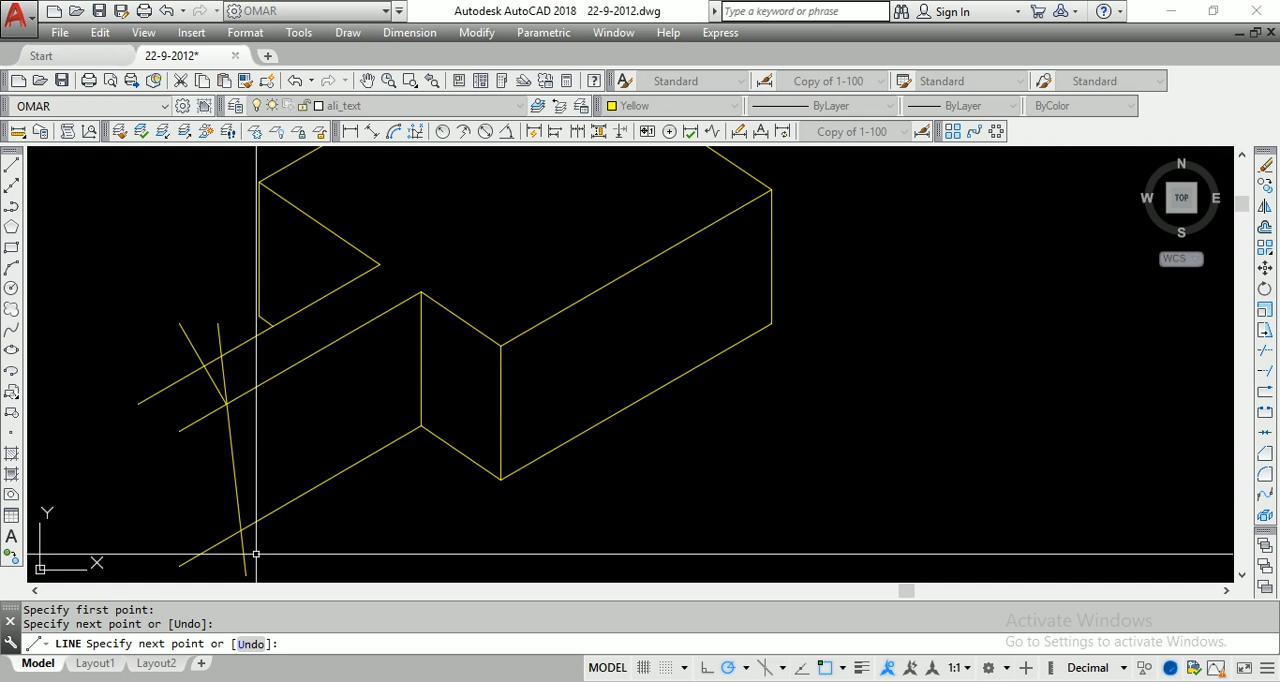 OMAR
Autodesk AutoCAD 2018 22-9-2012.dwg
Type a keyword or phrase
Sign In
File Edit View Insert Format Tools Draw Dimension Modify Parametric Window Help Express
Start
22-9-2012*
Standard
Copy of 1-100
Standard
Standard
OMAR
ali_text
Yellow
ByLayer
ByLayer
ByColor
Copy of 1-100
N
W
TOP
E
S
WCS
Y
X
Specify first point:
Specify next point or [Undo]:
LINE Specify next point or [Undo]:
Activate Windows
Go to Settings to activate Windows.
Model Layout1 Layout2
MODEL
1:1
Decimal